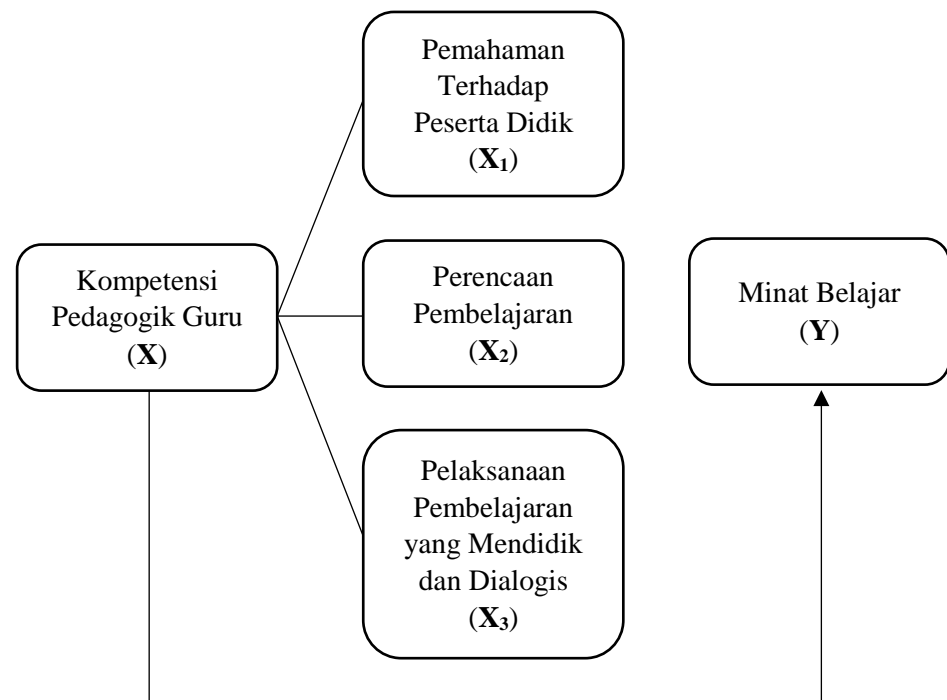 Pemahaman
Terhadap
Peserta Didik
(X₁)
Kompetensi
Pedagogik Guru
(X)
Perencaan
Pembelajaran
(X₂)
Minat Belajar
(Y)
Pelaksanaan
Pembelajaran
yang Mendidik
dan Dialogis
(X₃)